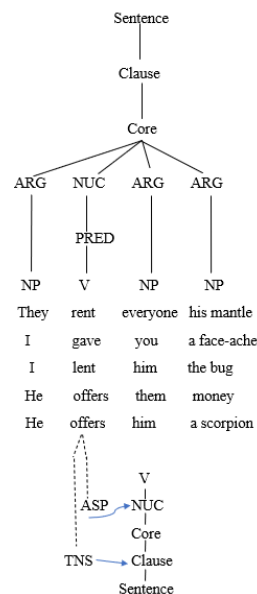 Sentence
Clause
Core
ARG NUC ARG ARG
PRED
NP V NP NP
They rent everyone his mantle
I gave you a face-ache
I lent him the bug
He offers them money
He offers him a scorpion
V
ASP NUC
Core
TNS Clause
Sentence